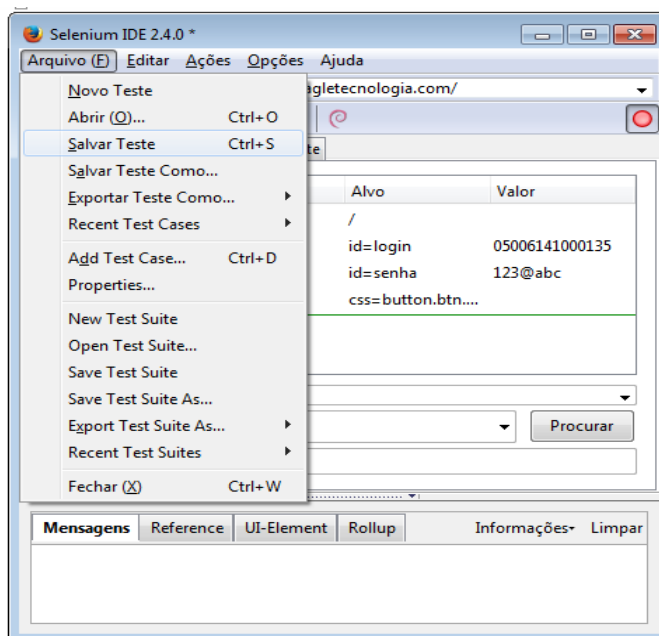 Selenium IDE 2.4.0 *
Arquivo (F) Editar Ações Opções Ajuda
agletecnologia.com/
Novo Teste
Abrir (O)... Ctrl+O
Salvar Teste Ctrl+S
te
Salvar Teste Como...
Exportar Teste Como...
Recent Test Cases
Add Test Case... Ctrl+D
Properties...
New Test Suite
Open Test Suite...
Save Test Suite
Save Test Suite As...
Export Test Suite As...
Recent Test Suites
Fechar (X) Ctrl+W
Alvo Valor
/
id=login 05006141000135
id=senha 123@abc
css=button.btn....
Procurar
Mensagens Reference UI-Element Rollup Informações Limpar